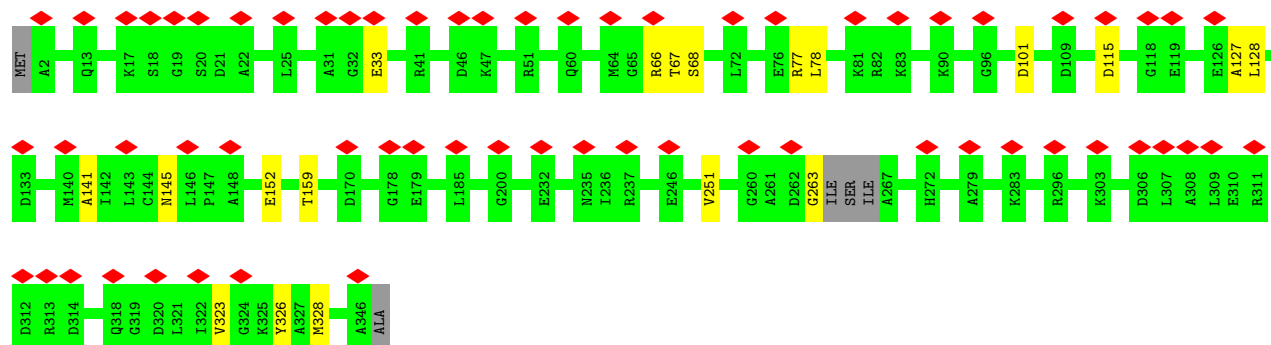 MET A2 Q13 K17 S18 G19 S20 D21 A22 L25 A31 G32 E33 R41 D46 K47 R51 Q60 M64 G65 R66 T67 S68 L72 E76 R77 L78 K81 R82 K83 K90 G96 D101 D109 D115 G118 E119 E126 A127 L128
D133 M140 A141 I142 L143 C144 N145 L146 P147 A148 E152 T159 D170 G178 E179 L185 G200 E232 N235 I236 R237 E246 V251 G260 A261 D262 G263 ILE SER ILE A267 H272 A279 K283 R296 K303 D306 L307 A308 L309 E310 R311
D312 R313 D314 Q318 G319 D320 L321 I322 V323 G324 K325 Y326 A327 M328 A346 ALA